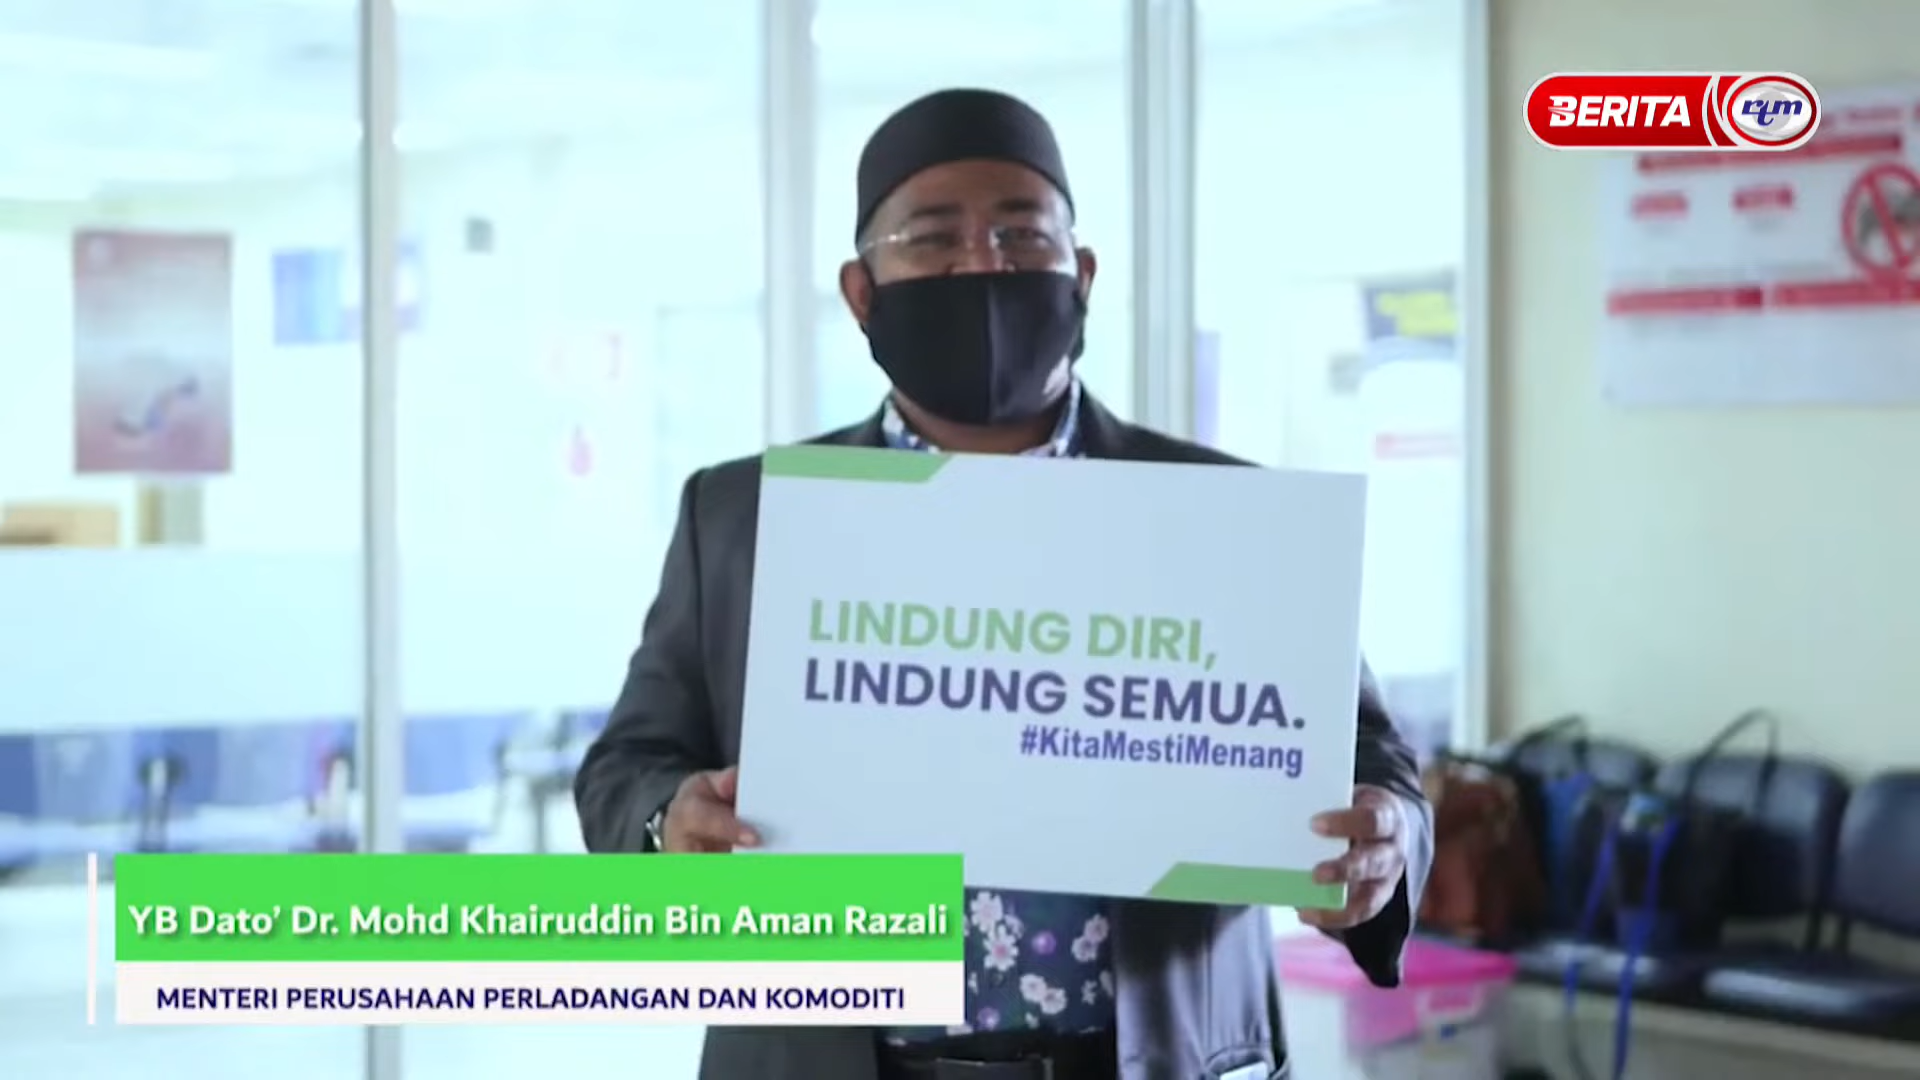 BERITA rtm
LINDUNG DIRI,
LINDUNG SEMUA.
#KitaMestiMenang
YB Dato’ Dr. Mohd Khairuddin Bin Aman Razali
MENTERI PERUSAHAAN PERLADANGAN DAN KOMODITI